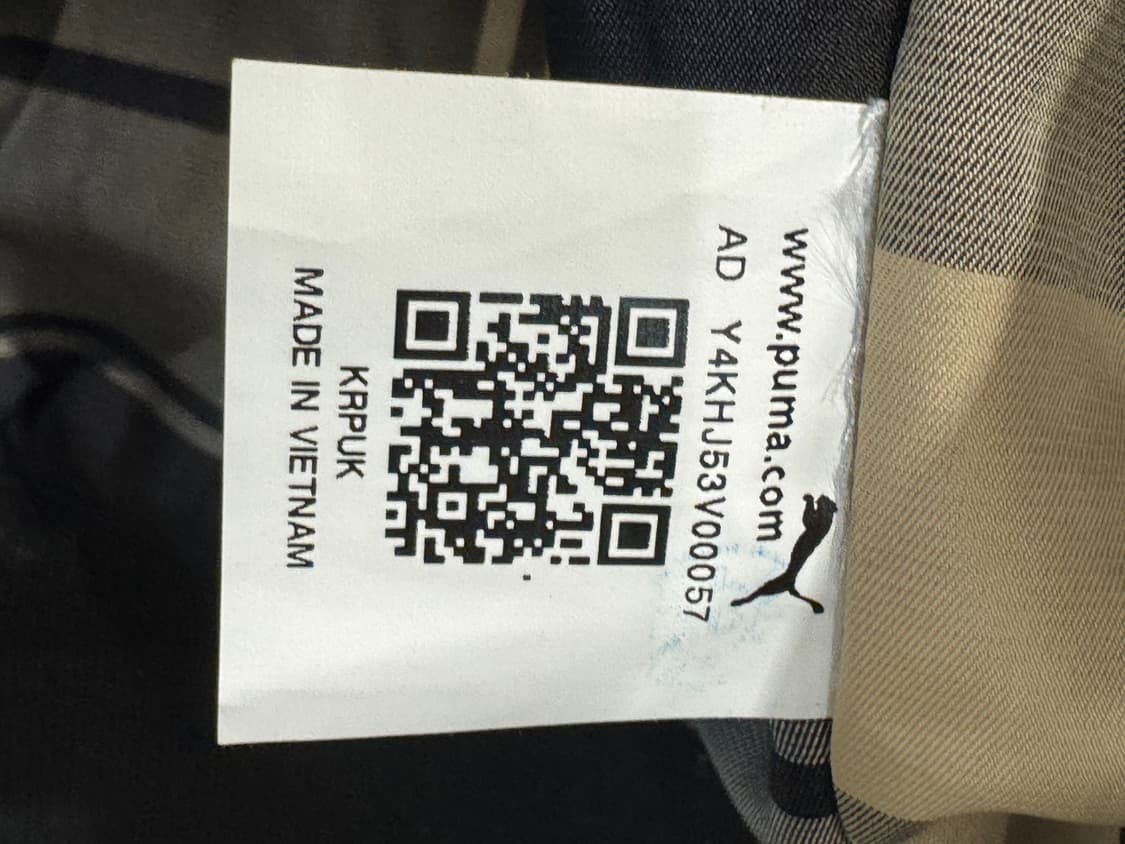 www.puma.com
AD Y4KHJ53V00057
KRPUK
MADE IN VIETNAM